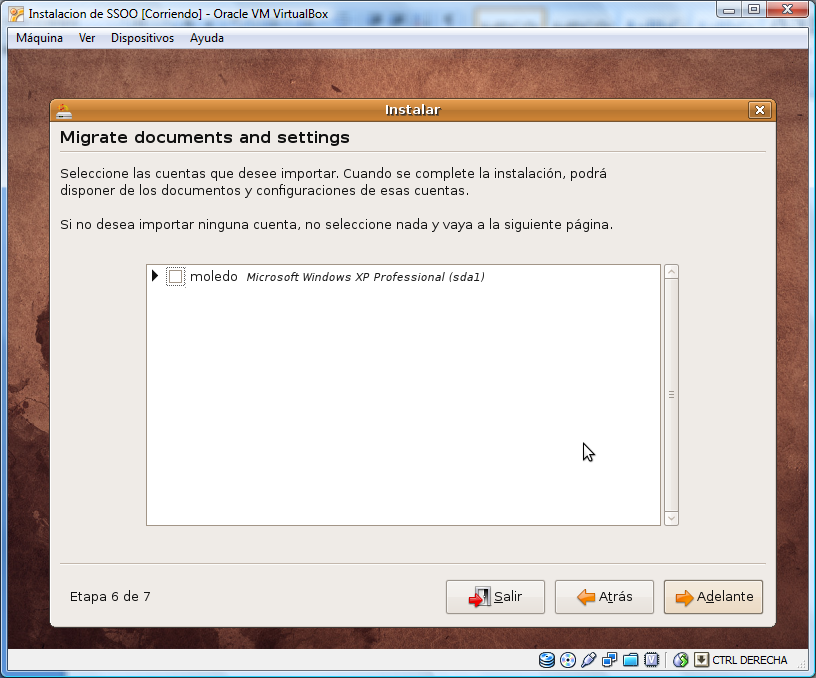 Instalacion de SSOO [Corriendo] - Oracle VM VirtualBox
Máquina Ver Dispositivos Ayuda
Instalar
Migrate documents and settings
Seleccione las cuentas que desee importar. Cuando se complete la instalación, podrá
disponer de los documentos y configuraciones de esas cuentas.
Si no desea importar ninguna cuenta, no seleccione nada y vaya a la siguiente página.
moledo Microsoft Windows XP Professional (sda1)
Etapa 6 de 7 Salir Atrás Adelante
CTRL DERECHA